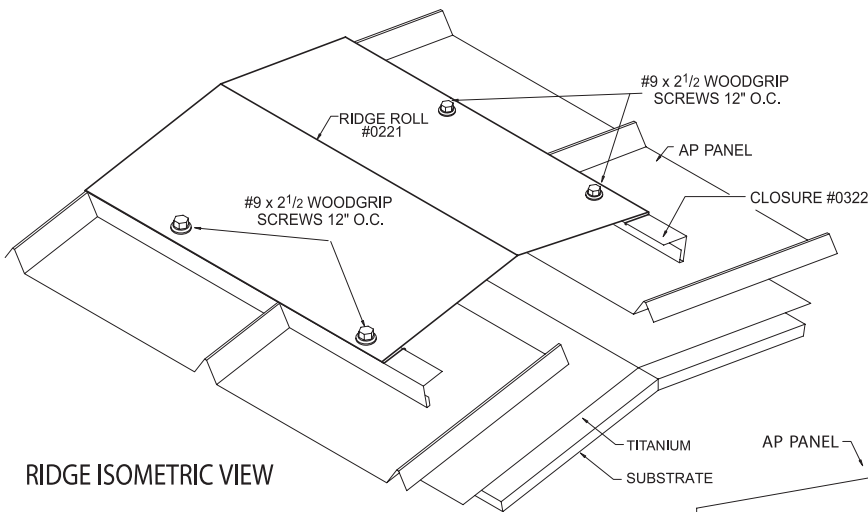 #9 x 2 1/2 WOODGRIP
SCREWS 12" O.C.
RIDGE ROLL
#0221
AP PANEL
CLOSURE #0322
#9 x 2 1/2 WOODGRIP
SCREWS 12" O.C.
TITANIUM
AP PANEL
SUBSTRATE
RIDGE ISOMETRIC VIEW